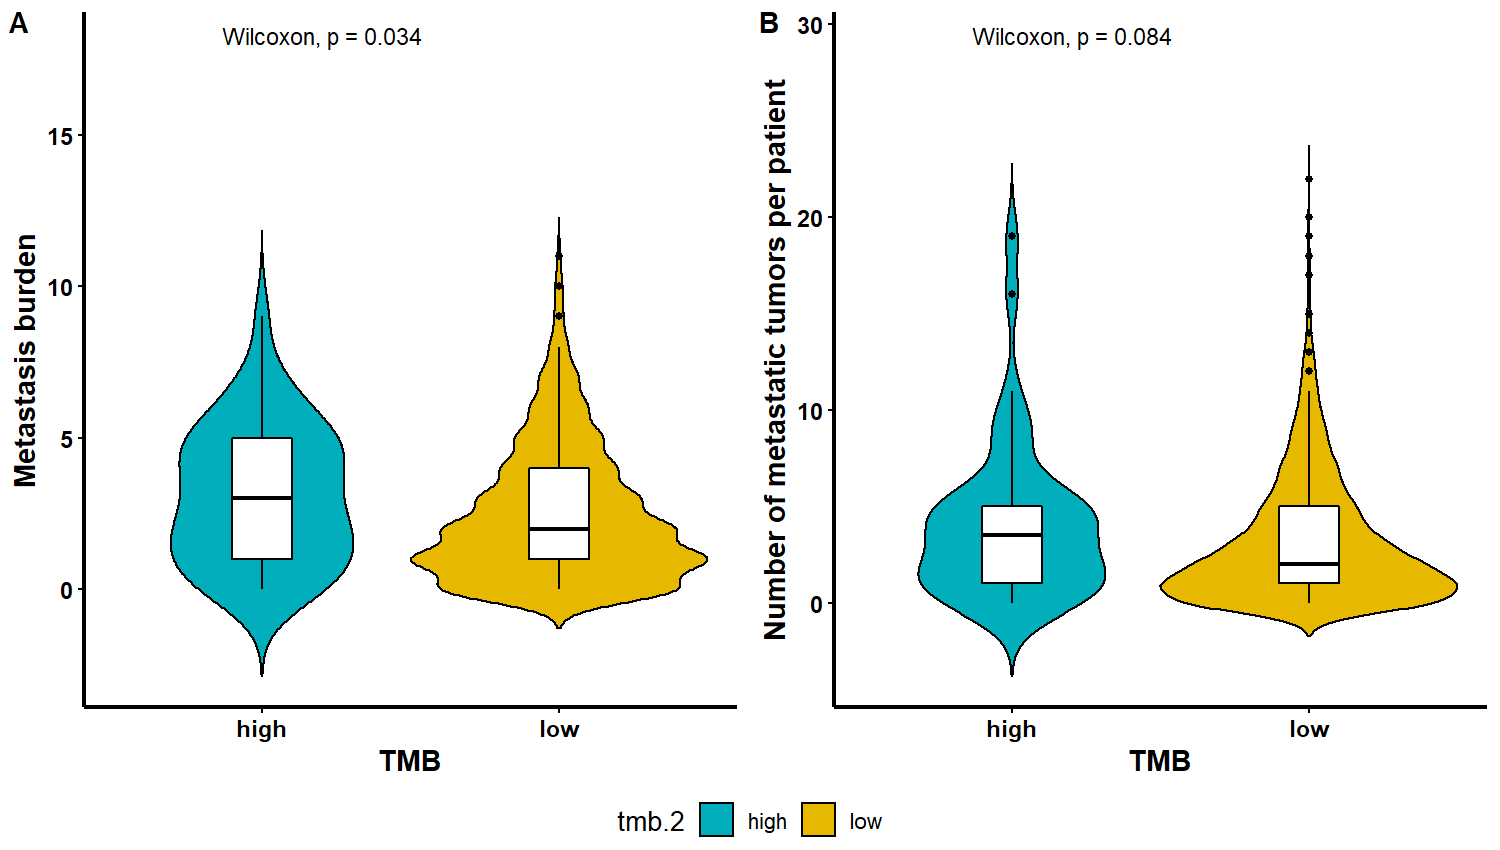 A
Wilcoxon, p = 0.034
Metastasis burden
15
10
5
0
high
low
TMB
B
Wilcoxon, p = 0.084
Number of metastatic tumors per patient
30
20
10
0
high
low
TMB
tmb.2
high
low